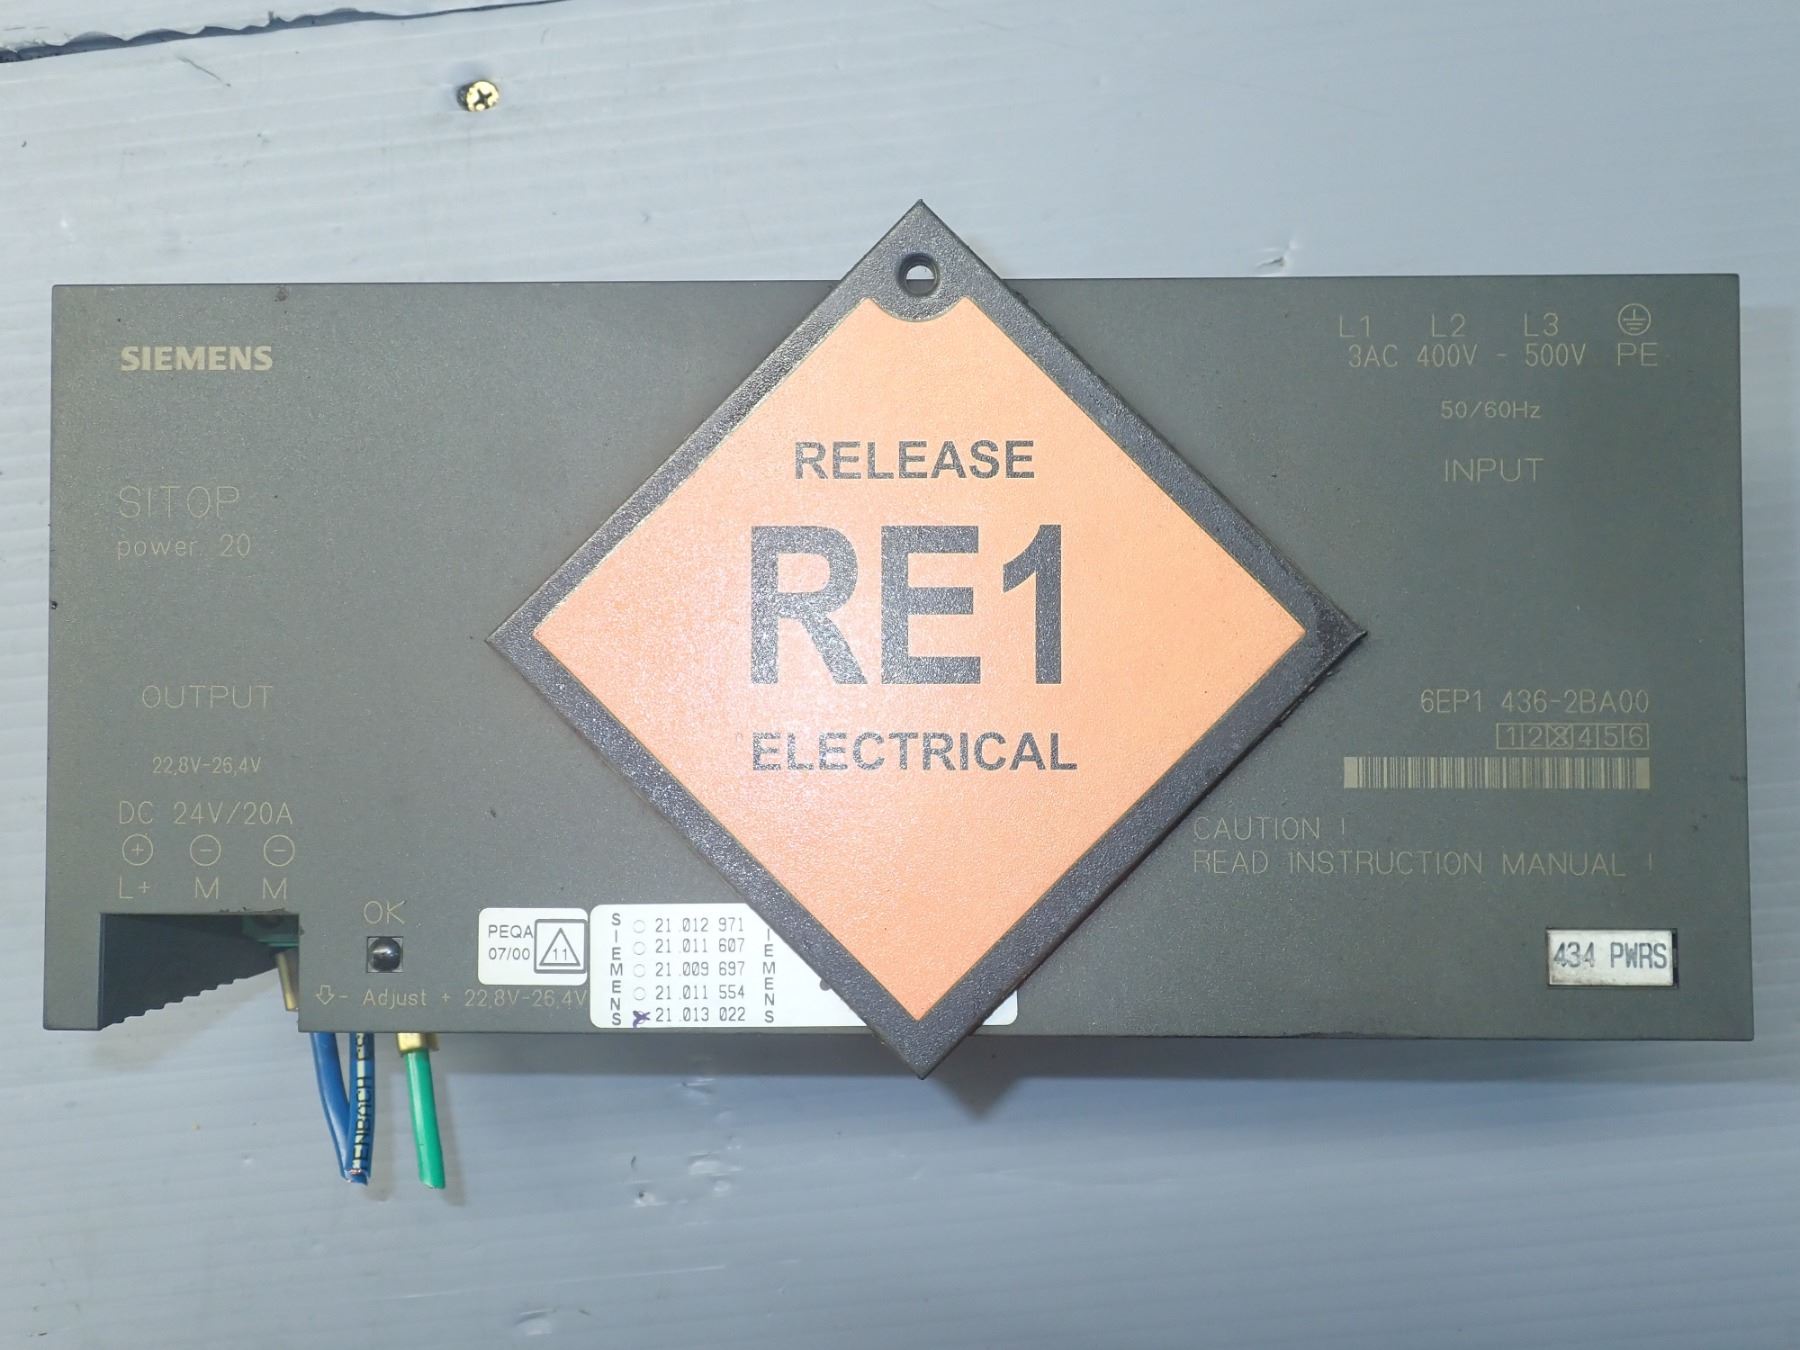 SIEMENS
SITOP
power 20
OUTPUT
22,8V-26,4V
DC 24V/20A
L+ M M
OK
- Adjust + 22,8V-26,4V
PEQA
07/00
11
SIEMENS
21.012 971
21.011 607
21.009 697
21.011 554
21.013 022
IEMENS
RELEASE
RE1
ELECTRICAL
L1 L2 L3
3AC 400V - 500V PE
50/60Hz
INPUT
6EP1 436-2BA00
1 2 4 5 6
CAUTION !
READ INSTRUCTION MANUAL !
434 PWRS